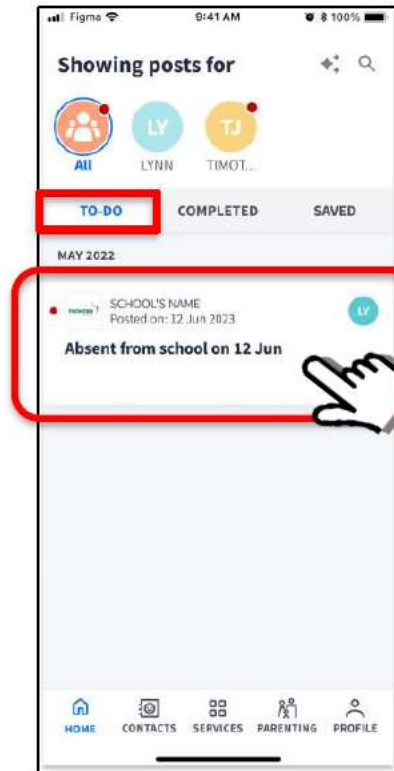 Figma 9:41 AM 100%
Showing posts for
LY TJ
All LYNN TIMOT...
TO-DO COMPLETED SAVED
MAY 2022
SCHOOL'S NAME
Posted on: 12 Jun 2023
LY
Absent from school on 12 Jun
HOME CONTACTS SERVICES PARENTING PROFILE